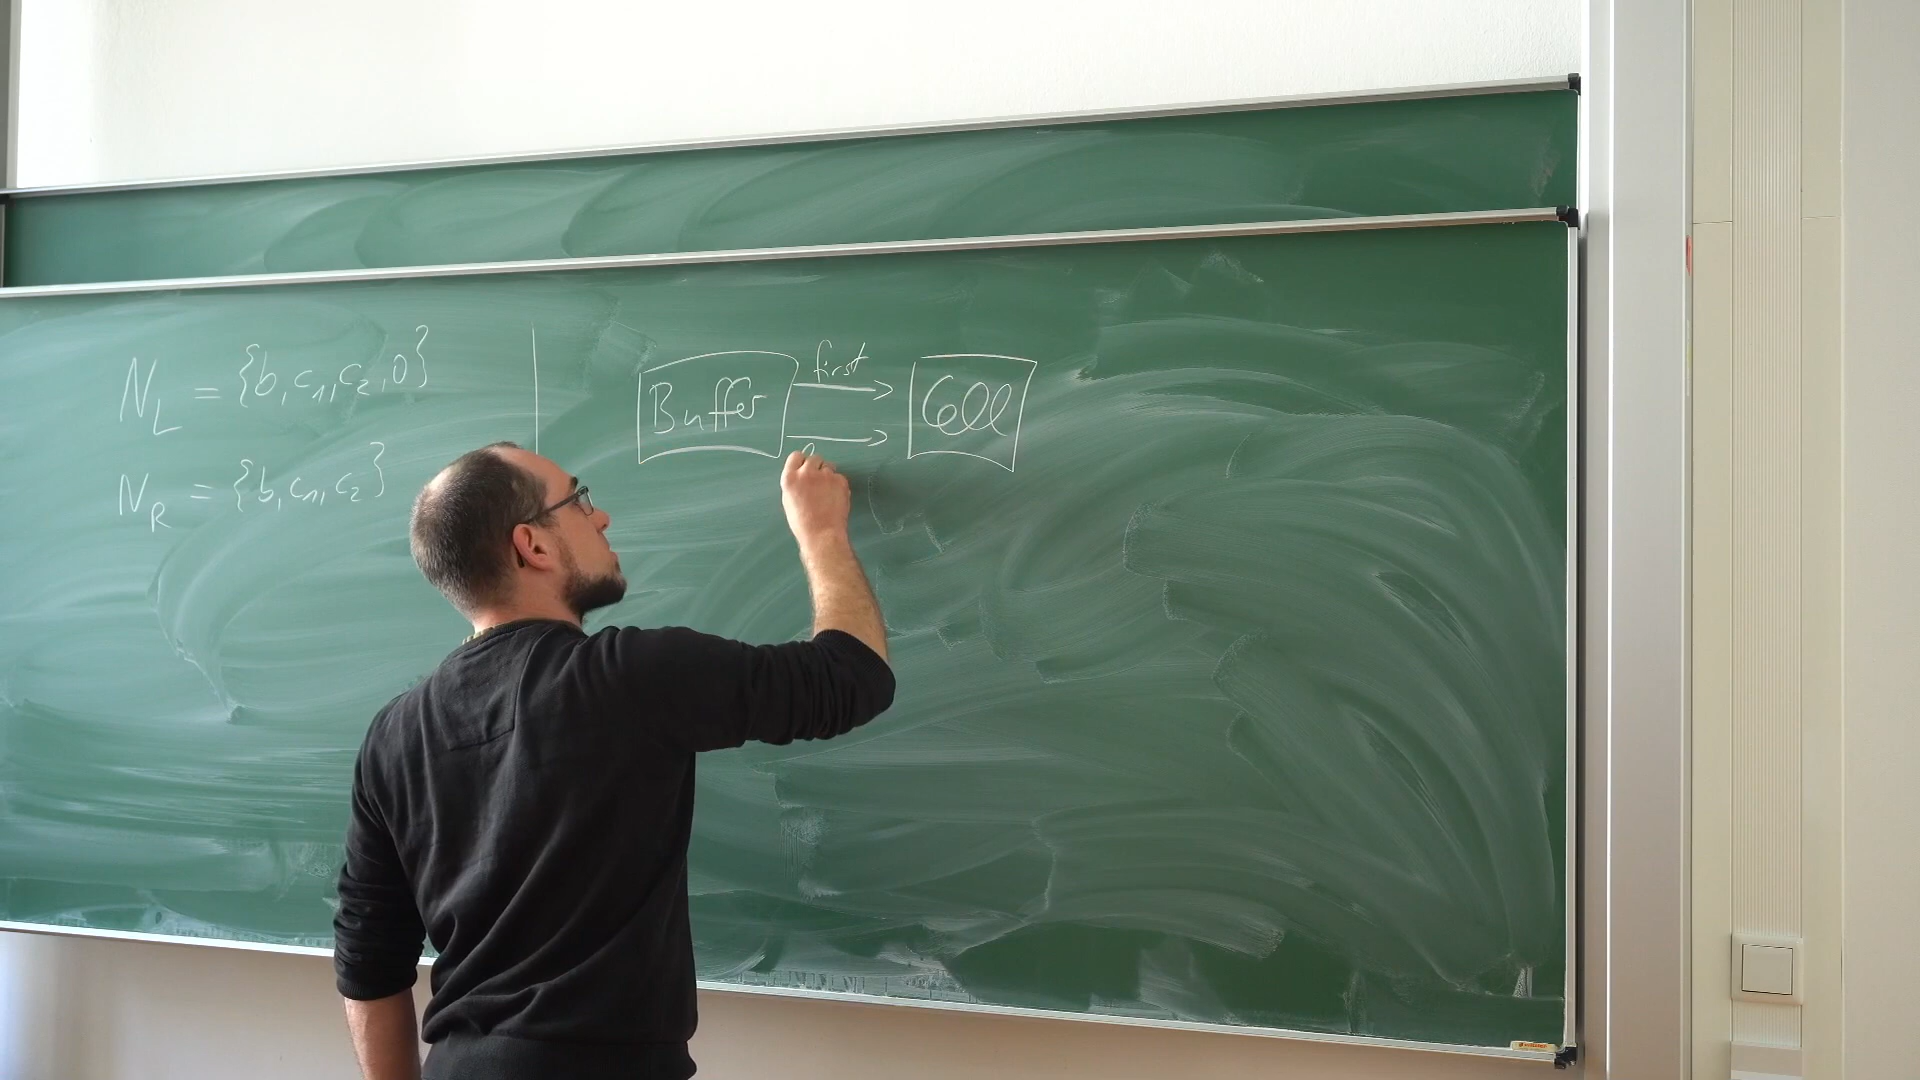 N_L = {b, c_1, c_2, 0}
N_R = {b, c_1, c_2}
Buffer
first
Cell